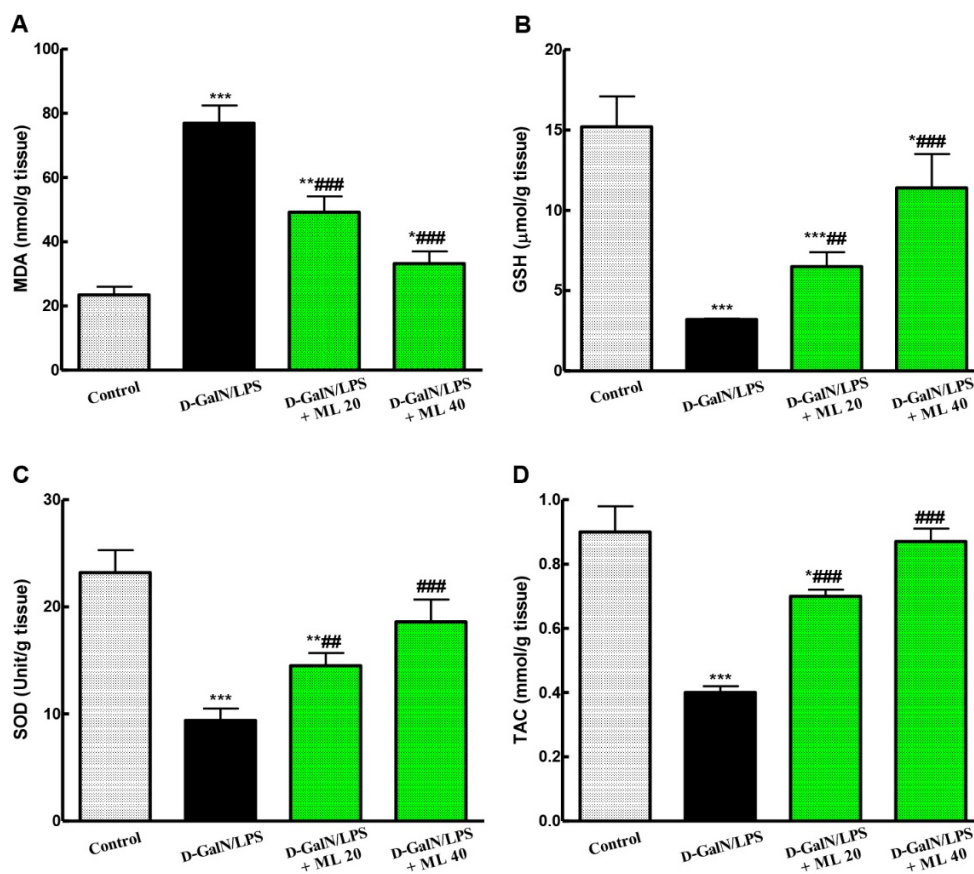 A
MDA (nmol/g tissue)
100
80
60
40
20
0
***
**###
*###
Control
D-GalN/LPS
D-GalN/LPS
+ ML 20
D-GalN/LPS
+ ML 40
B
GSH (μmol/g tissue)
20
15
10
5
0
***
***##
*###
Control
D-GalN/LPS
D-GalN/LPS
+ ML 20
D-GalN/LPS
+ ML 40
C
SOD (Unit/g tissue)
30
20
10
0
***
**##
###
Control
D-GalN/LPS
D-GalN/LPS
+ ML 20
D-GalN/LPS
+ ML 40
D
TAC (mmol/g tissue)
1.0
0.8
0.6
0.4
0.2
0.0
***
*###
###
Control
D-GalN/LPS
D-GalN/LPS
+ ML 20
D-GalN/LPS
+ ML 40